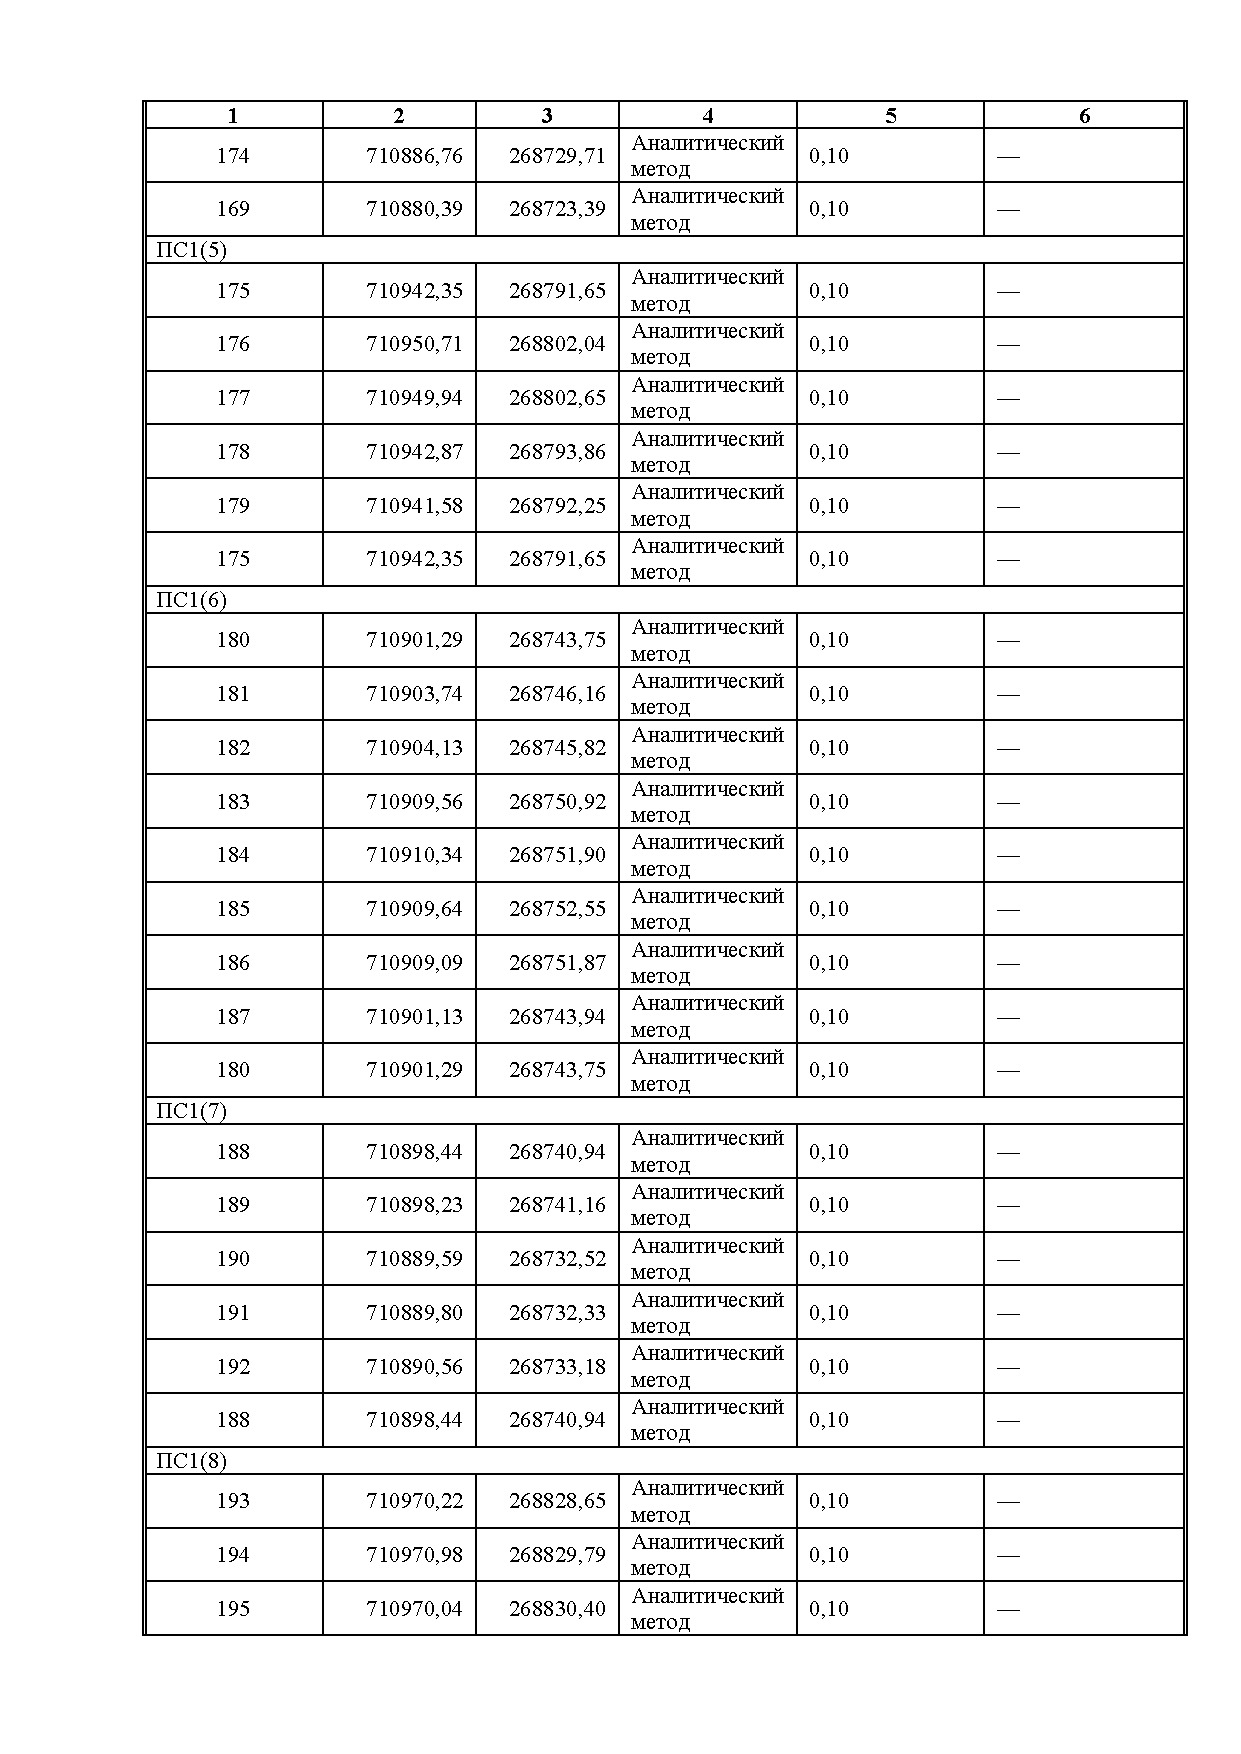 1 2 3 4 5 6
174 710886,76 268729,71 Аналитический метод 0,10 —
169 710880,39 268723,39 Аналитический метод 0,10 —
ПС1(5)
175 710942,35 268791,65 Аналитический метод 0,10 —
176 710950,71 268802,04 Аналитический метод 0,10 —
177 710949,94 268802,65 Аналитический метод 0,10 —
178 710942,87 268793,86 Аналитический метод 0,10 —
179 710941,58 268792,25 Аналитический метод 0,10 —
175 710942,35 268791,65 Аналитический метод 0,10 —
ПС1(6)
180 710901,29 268743,75 Аналитический метод 0,10 —
181 710903,74 268746,16 Аналитический метод 0,10 —
182 710904,13 268745,82 Аналитический метод 0,10 —
183 710909,56 268750,92 Аналитический метод 0,10 —
184 710910,34 268751,90 Аналитический метод 0,10 —
185 710909,64 268752,55 Аналитический метод 0,10 —
186 710909,09 268751,87 Аналитический метод 0,10 —
187 710901,13 268743,94 Аналитический метод 0,10 —
180 710901,29 268743,75 Аналитический метод 0,10 —
ПС1(7)
188 710898,44 268740,94 Аналитический метод 0,10 —
189 710898,23 268741,16 Аналитический метод 0,10 —
190 710889,59 268732,52 Аналитический метод 0,10 —
191 710889,80 268732,33 Аналитический метод 0,10 —
192 710890,56 268733,18 Аналитический метод 0,10 —
188 710898,44 268740,94 Аналитический метод 0,10 —
ПС1(8)
193 710970,22 268828,65 Аналитический метод 0,10 —
194 710970,98 268829,79 Аналитический метод 0,10 —
195 710970,04 268830,40 Аналитический метод 0,10 —